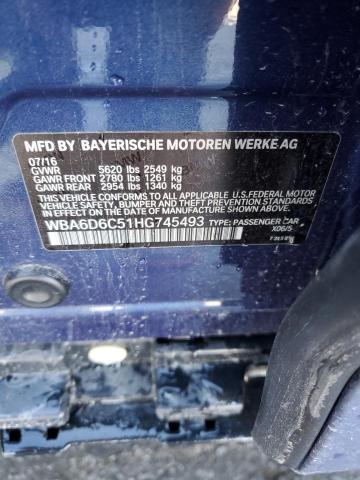 MFD BY BAYERISCHE MOTOREN WERKE AG
07/16
GVWR 5620 lbs 2549 kg
GAWR FRONT 2780 lbs 1261 kg
GAWR REAR 2954 lbs 1340 kg
THIS VEHICLE CONFORMS TO ALL APPLICABLE U.S.FEDERAL MOTOR
VEHICLE SAFETY, BUMPER, AND THEFT PREVENTION STANDARDS
IN EFFECT ON THE DATE OF MANUFACTURE SHOWN ABOVE.
WBA6D6C51HG745493 TYPE: PASSENGER CAR
X06/5